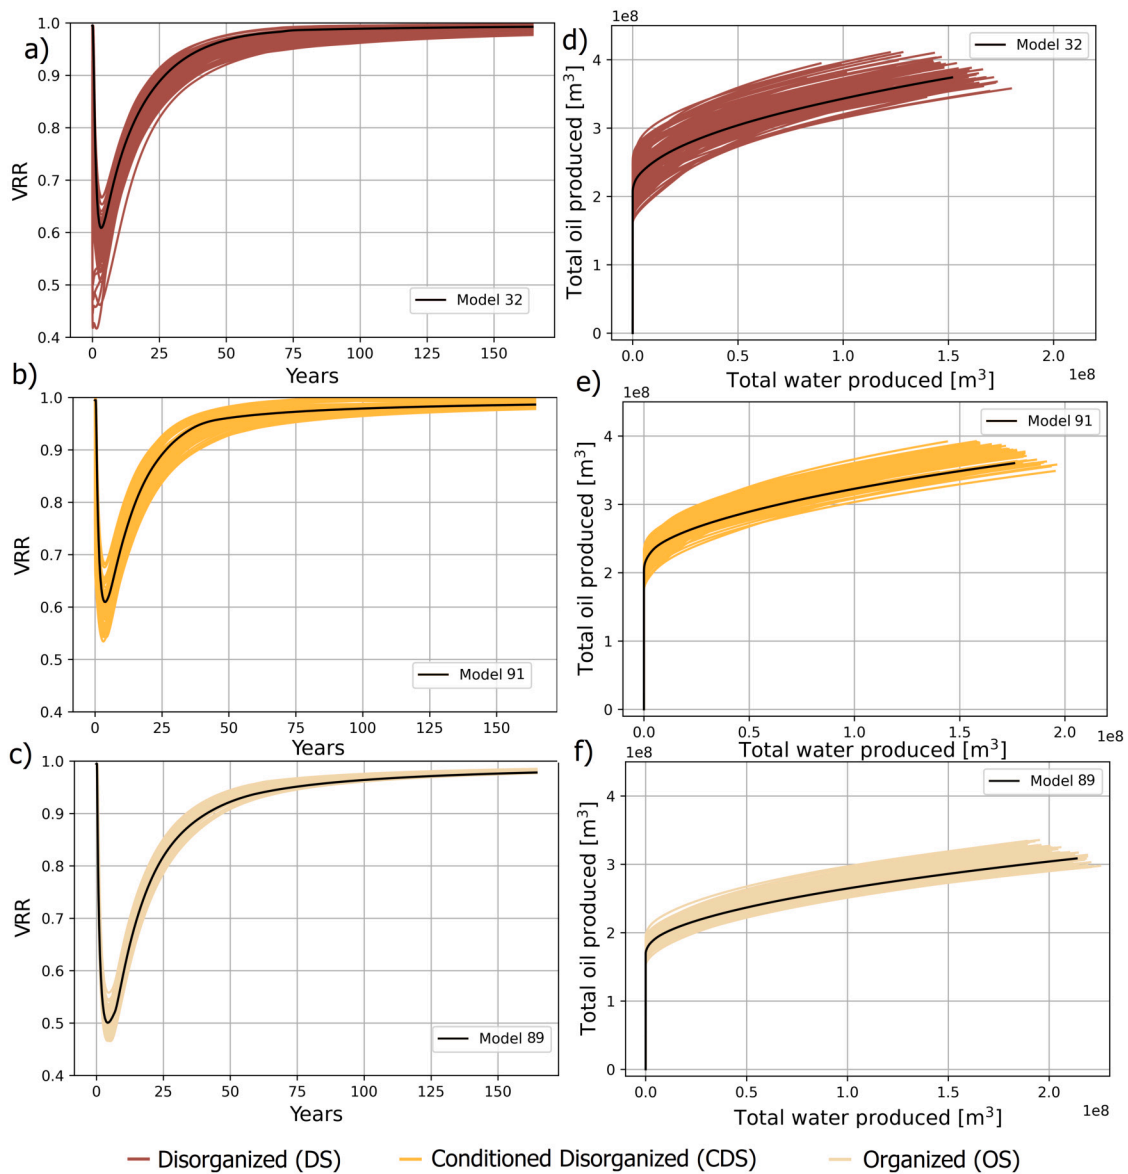 a)
VRR
1.0
0.9
0.8
0.7
0.6
0.5
0.4
Model 32
0 25 50 75 100 125 150
Years
d)
1e8
Total oil produced [m³]
4
3
2
1
0
Model 32
0.0 0.5 1.0 1.5 2.0
1e8
Total water produced [m³]
b)
VRR
1.0
0.9
0.8
0.7
0.6
0.5
0.4
Model 91
0 25 50 75 100 125 150
Years
e)
1e8
Total oil produced [m³]
4
3
2
1
0
Model 91
0.0 0.5 1.0 1.5 2.0
1e8
Total water produced [m³]
c)
VRR
1.0
0.9
0.8
0.7
0.6
0.5
0.4
Model 89
0 25 50 75 100 125 150
Years
f)
1e8
Total oil produced [m³]
4
3
2
1
0
Model 89
0.0 0.5 1.0 1.5 2.0
1e8
Total water produced [m³]
Disorganized (DS) Conditioned Disorganized (CDS) Organized (OS)